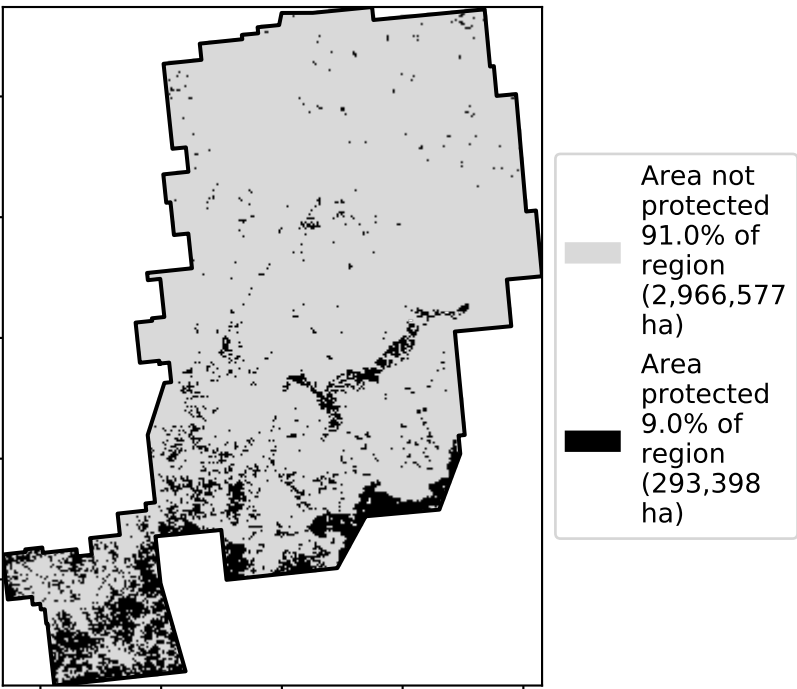 Area not
protected
91.0% of
region
(2,966,577
ha)
Area
protected
9.0% of
region
(293,398
ha)